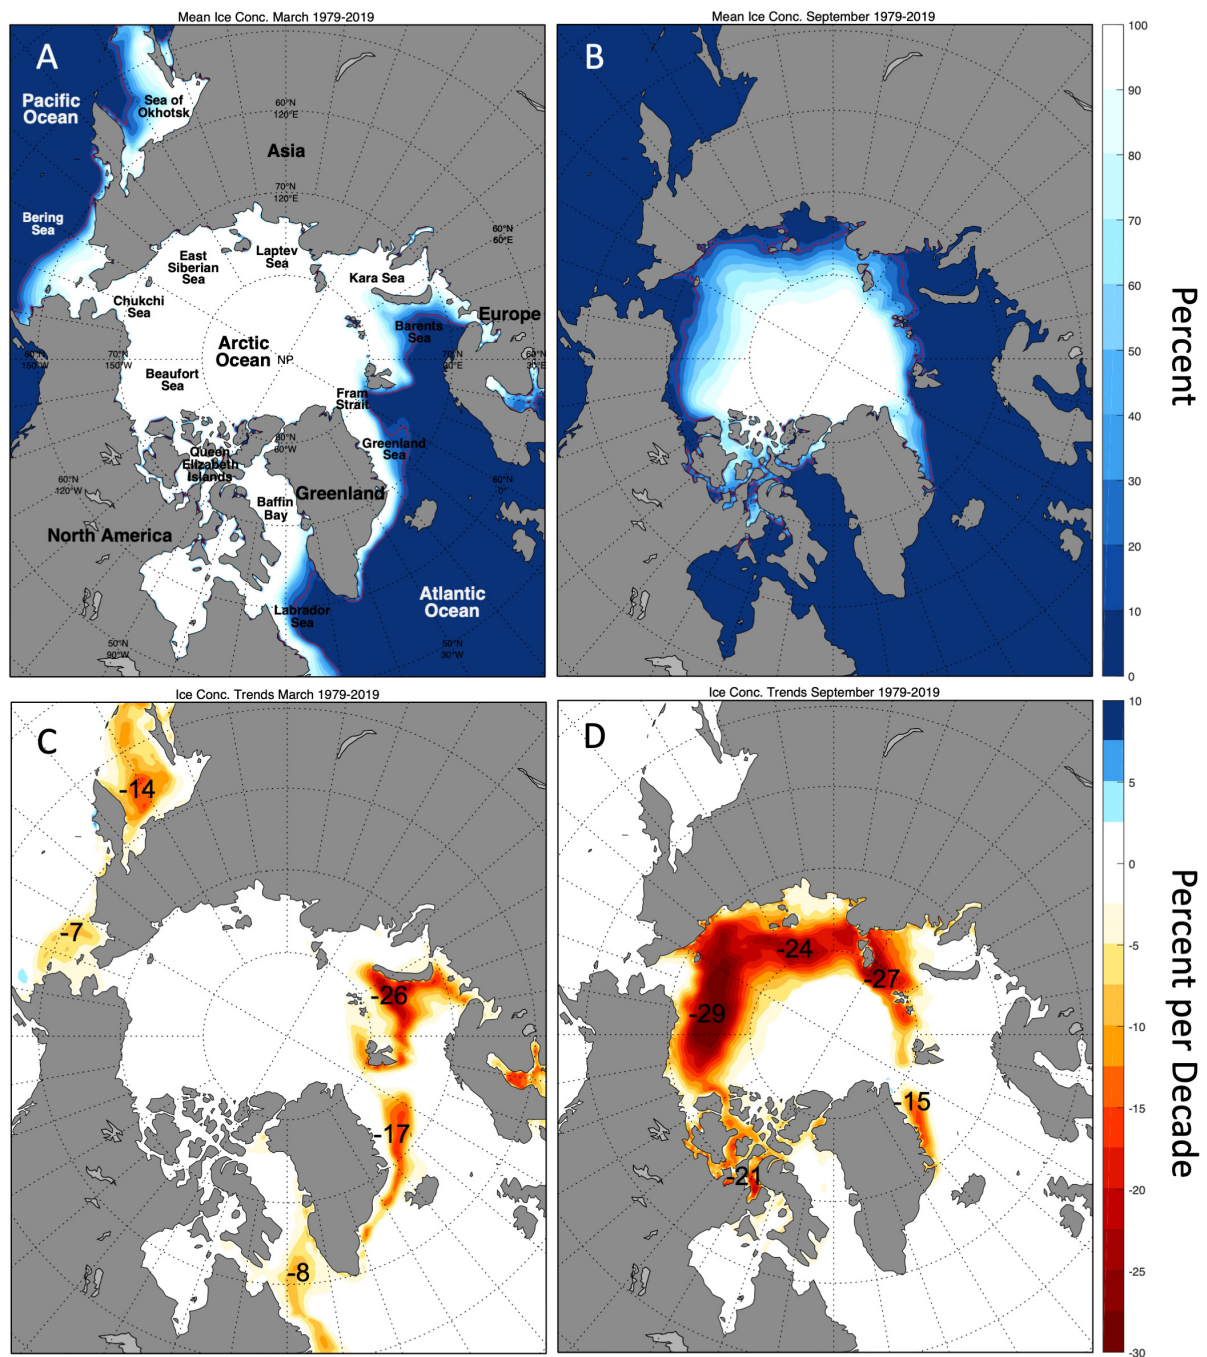 Mean Ice Conc. March 1979-2019
A
Pacific
Ocean
Sea of
Okhotsk
60°N
120°E
Asia
70°N
120°E
Bering
Sea
60°N
60°E
East
Siberian
Sea
Laptev
Sea
Kara Sea
Chukchi
Sea
Europe
Barents
Sea
Arctic
Ocean
NP
60°N
150°W
70°N
150°W
70°N
60°N
30°E
Beaufort
Sea
Fram
Strait
80°N
60°W
Greenland
Sea
Queen
Elizabeth
Islands
60°N
120°W
60°N
0°
Greenland
Baffin
Bay
North America
Atlantic
Ocean
Labrador
Sea
50°N
90°W
50°N
30°W
Mean Ice Conc. September 1979-2019
B
100
90
80
70
60
50
40
30
20
10
0
Percent
Ice Conc. Trends March 1979-2019
C
-14
-7
-26
-17
-8
Ice Conc. Trends September 1979-2019
D
-24
-27
-29
-15
-21
10
5
0
-5
-10
-15
-20
-25
-30
Percent per Decade